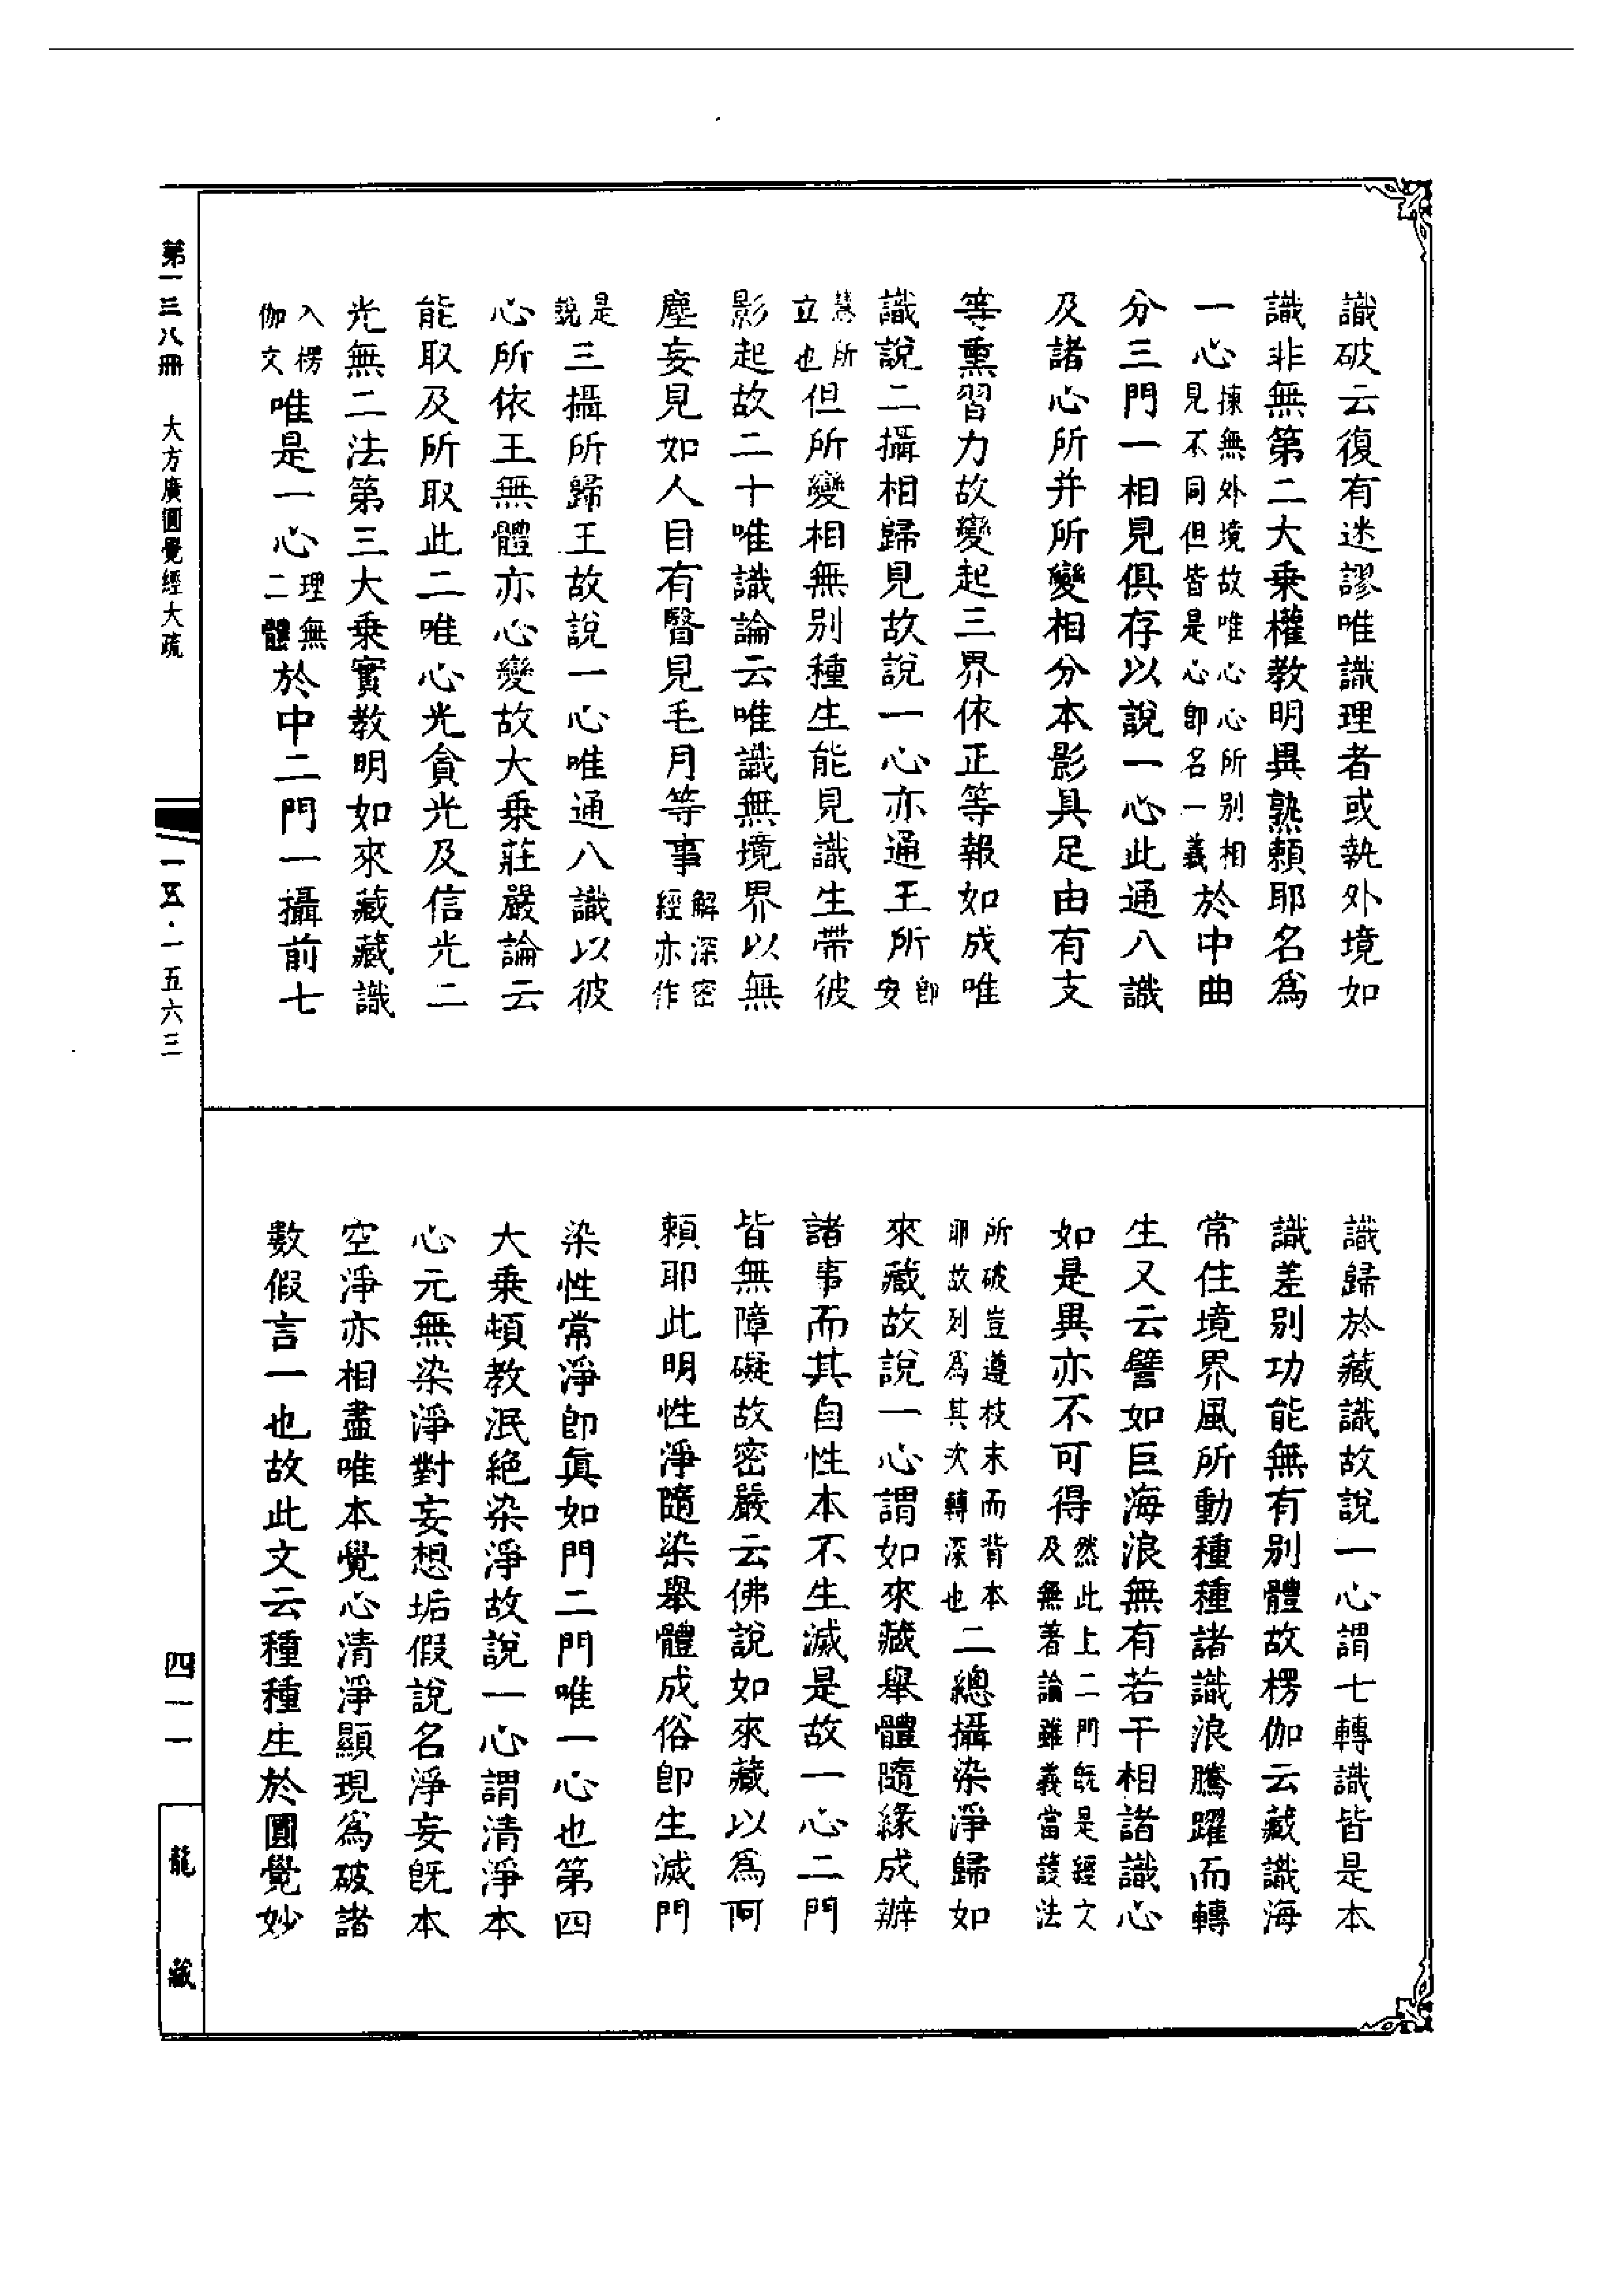 識破云復有迷謬唯識理者或執外境如
識非無第二大乘權教明異熟賴耶名爲
一心揀無外境故唯心心所別相見不同但皆是心卽名一義於中曲
分三門一相見俱存以說一心此通八識
及諸心所并所變相分本影具足由有支
等熏習力故變起三界依正等報如成唯
識說二攝相歸見故說一心亦通王所卽安
慧所立也但所變相無別種生能見識生帶彼
影起故二十唯識論云唯識無境界以無
塵妄見如人目有瞖見毛月等事解深密經亦作
是說三攝所歸王故說一心唯通八識以彼
心所依王無體亦心變故大乘莊嚴論云
能取及所取此二唯心光貪光及信光二
光無二法第三大乘實教明如來藏藏識
入楞伽文唯是一心理無二體於中二門一攝前七
識歸於藏識故說一心謂七轉識皆是本
識差別功能無有別體故楞伽云藏識海
常住境界風所動種種諸識浪騰躍而轉
生又云譬如巨海浪無有若干相諸識心
如是異亦不可得然此上二門旣是經文及無著論雖義當護法
所破豈遵枝末而背本耶故列爲其次轉深也二總攝染淨歸如
來藏故說一心謂如來藏舉體隨緣成辦
諸事而其自性本不生滅是故一心二門
皆無障礙故密嚴云佛說如來藏以爲阿
賴耶此明性淨隨染舉體成俗卽生滅門
染性常淨卽眞如門二門唯一心也第四
大乘頓教泯絕染淨故說一心謂清淨本
心元無染淨對妄想垢假說名淨妄旣本
空淨亦相盡唯本覺心清淨顯現爲破諸
數假言一也故此文云種種生於圓覺妙
第一三八冊 大方廣圓覺經大疏
一五·一五六三
四一一
龍藏